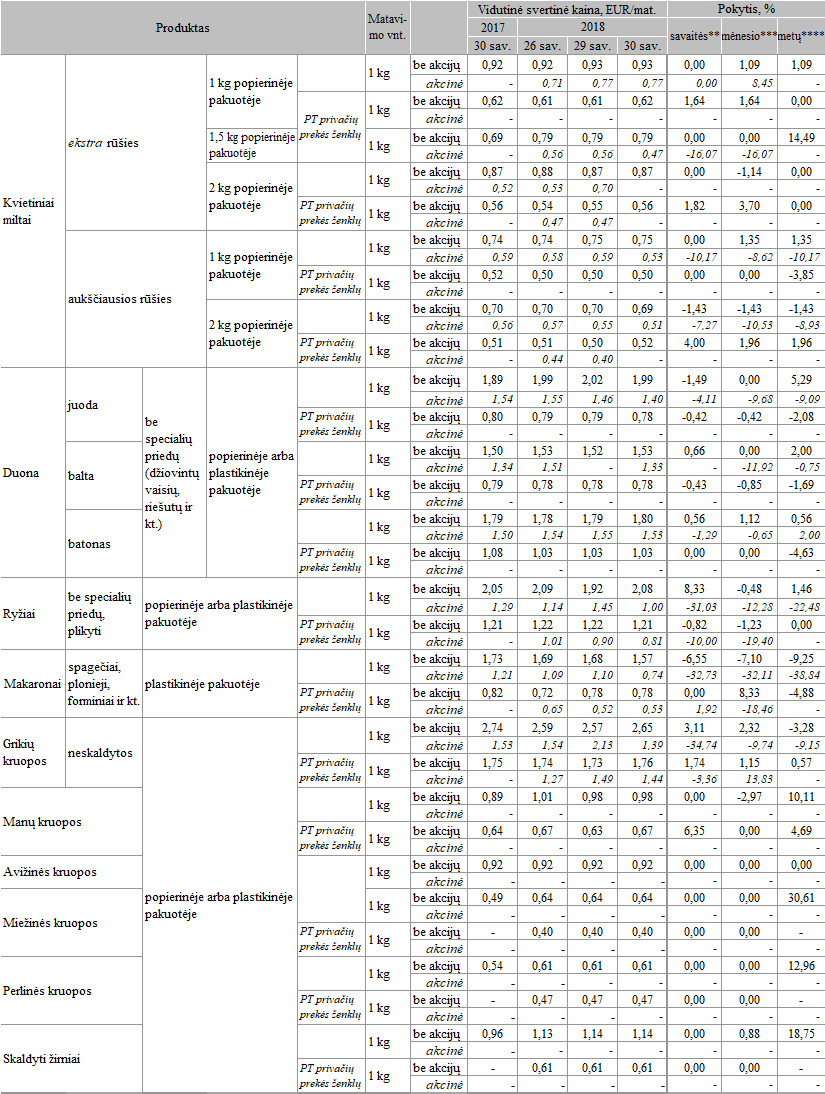 Produktas Matavi- Vidutinė svertinė kaina, EUR/mat. Pokytis, %
mo vnt. 2017 2018 savaitės** mėnesio*** metų****
30 sav. 26 sav. 29 sav. 30 sav.
Kvietiniai miltai ekstra rūšies 1 kg popierinėje pakuotėje 1 kg be akcijų 0,92 0,92 0,93 0,93 0,00 1,09 1,09
akcinė - 0,71 0,77 0,77 0,00 8,45 -
PT privačių prekės ženklų 1 kg be akcijų 0,62 0,61 0,61 0,62 1,64 1,64 0,00
akcinė - - - - - - -
1,5 kg popierinėje pakuotėje 1 kg be akcijų 0,69 0,79 0,79 0,79 0,00 0,00 14,49
akcinė - 0,56 0,56 0,47 -16,07 -16,07 -
2 kg popierinėje pakuotėje 1 kg be akcijų 0,87 0,88 0,87 0,87 0,00 -1,14 0,00
akcinė 0,52 0,53 0,70 - - - -
PT privačių prekės ženklų 1 kg be akcijų 0,56 0,54 0,55 0,56 1,82 3,70 0,00
akcinė - 0,47 0,47 - - - -
aukščiausios rūšies 1 kg popierinėje pakuotėje 1 kg be akcijų 0,74 0,74 0,75 0,75 0,00 1,35 1,35
akcinė 0,59 0,58 0,59 0,53 -10,17 -8,62 -10,17
PT privačių prekės ženklų 1 kg be akcijų 0,52 0,50 0,50 0,50 0,00 0,00 -3,85
akcinė - - - - - - -
2 kg popierinėje pakuotėje 1 kg be akcijų 0,70 0,70 0,70 0,69 -1,43 -1,43 -1,43
akcinė 0,56 0,57 0,55 0,51 -7,27 -10,53 -8,93
PT privačių prekės ženklų 1 kg be akcijų 0,51 0,51 0,50 0,52 4,00 1,96 1,96
akcinė - 0,44 0,40 - - - -
Duona juoda be specialių priedų (džiovintų vaisių, riešutų ir kt.) popierinėje arba plastikinėje pakuotėje 1 kg be akcijų 1,89 1,99 2,02 1,99 -1,49 0,00 5,29
akcinė 1,54 1,55 1,46 1,40 -4,11 -9,68 -9,09
PT privačių prekės ženklų 1 kg be akcijų 0,80 0,79 0,79 0,78 -0,42 -0,42 -2,08
akcinė - - - - - - -
balta 1 kg be akcijų 1,50 1,53 1,52 1,53 0,66 0,00 2,00
akcinė 1,34 1,51 - 1,33 - -11,92 -0,75
PT privačių prekės ženklų 1 kg be akcijų 0,79 0,78 0,78 0,78 -0,43 -0,85 -1,69
akcinė - - - - - - -
batonas 1 kg be akcijų 1,79 1,78 1,79 1,80 0,56 1,12 0,56
akcinė 1,50 1,54 1,55 1,53 -1,29 -0,65 2,00
PT privačių prekės ženklų 1 kg be akcijų 1,08 1,03 1,03 1,03 0,00 0,00 -4,63
akcinė - - - - - - -
Ryžiai be specialių priedų, plikyti popierinėje arba plastikinėje pakuotėje 1 kg be akcijų 2,05 2,09 1,92 2,08 8,33 -0,48 1,46
akcinė 1,29 1,14 1,45 1,00 -31,03 -12,28 -22,48
PT privačių prekės ženklų 1 kg be akcijų 1,21 1,22 1,22 1,21 -0,82 -1,23 0,00
akcinė - 1,01 0,90 0,81 -10,00 -19,40 -
Makaronai spagečiai, plonieji, forminiai ir kt. plastikinėje pakuotėje 1 kg be akcijų 1,73 1,69 1,68 1,57 -6,55 -7,10 -9,25
akcinė 1,21 1,09 1,10 0,74 -32,73 -32,11 -38,84
PT privačių prekės ženklų 1 kg be akcijų 0,82 0,72 0,78 0,78 0,00 8,33 -4,88
akcinė - 0,65 0,52 0,53 1,92 -18,46 -
Grikių kruopos neskaldytos popierinėje arba plastikinėje pakuotėje 1 kg be akcijų 2,74 2,59 2,57 2,65 3,11 2,32 -3,28
akcinė 1,53 1,54 2,13 1,39 -34,74 -9,74 -9,15
PT privačių prekės ženklų 1 kg be akcijų 1,75 1,74 1,73 1,76 1,74 1,15 0,57
akcinė - 1,27 1,49 1,44 -3,36 13,83 -
Manų kruopos 1 kg be akcijų 0,89 1,01 0,98 0,98 0,00 -2,97 10,11
akcinė - - - - - - -
PT privačių prekės ženklų 1 kg be akcijų 0,64 0,67 0,63 0,67 6,35 0,00 4,69
akcinė - - - - - - -
Avižinės kruopos 1 kg be akcijų 0,92 0,92 0,92 0,92 0,00 0,00 0,00
akcinė - - - - - - -
Miežinės kruopos 1 kg be akcijų 0,49 0,64 0,64 0,64 0,00 0,00 30,61
akcinė - - - - - - -
PT privačių prekės ženklų 1 kg be akcijų - 0,40 0,40 0,40 0,00 0,00 -
akcinė - - - - - - -
Perlinės kruopos 1 kg be akcijų 0,54 0,61 0,61 0,61 0,00 0,00 12,96
akcinė - - - - - - -
PT privačių prekės ženklų 1 kg be akcijų - 0,47 0,47 0,47 0,00 0,00 -
akcinė - - - - - - -
Skaldyti žirniai 1 kg be akcijų 0,96 1,13 1,14 1,14 0,00 0,88 18,75
akcinė - - - - - - -
PT privačių prekės ženklų 1 kg be akcijų - 0,61 0,61 0,61 0,00 0,00 -
akcinė - - - - - - -